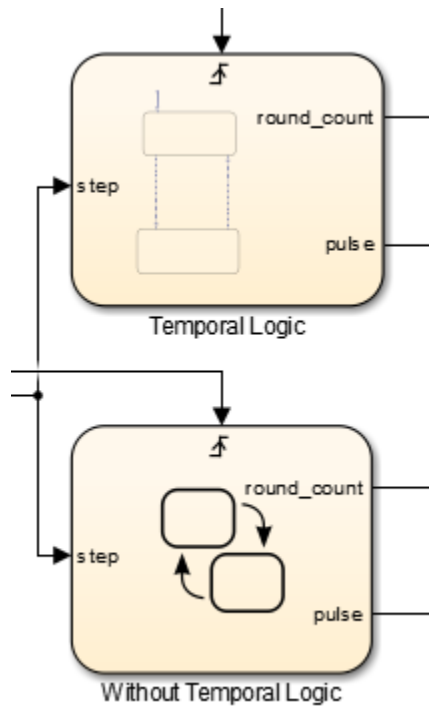 round_count
step
pulse
Temporal Logic
round_count
step
pulse
Without Temporal Logic